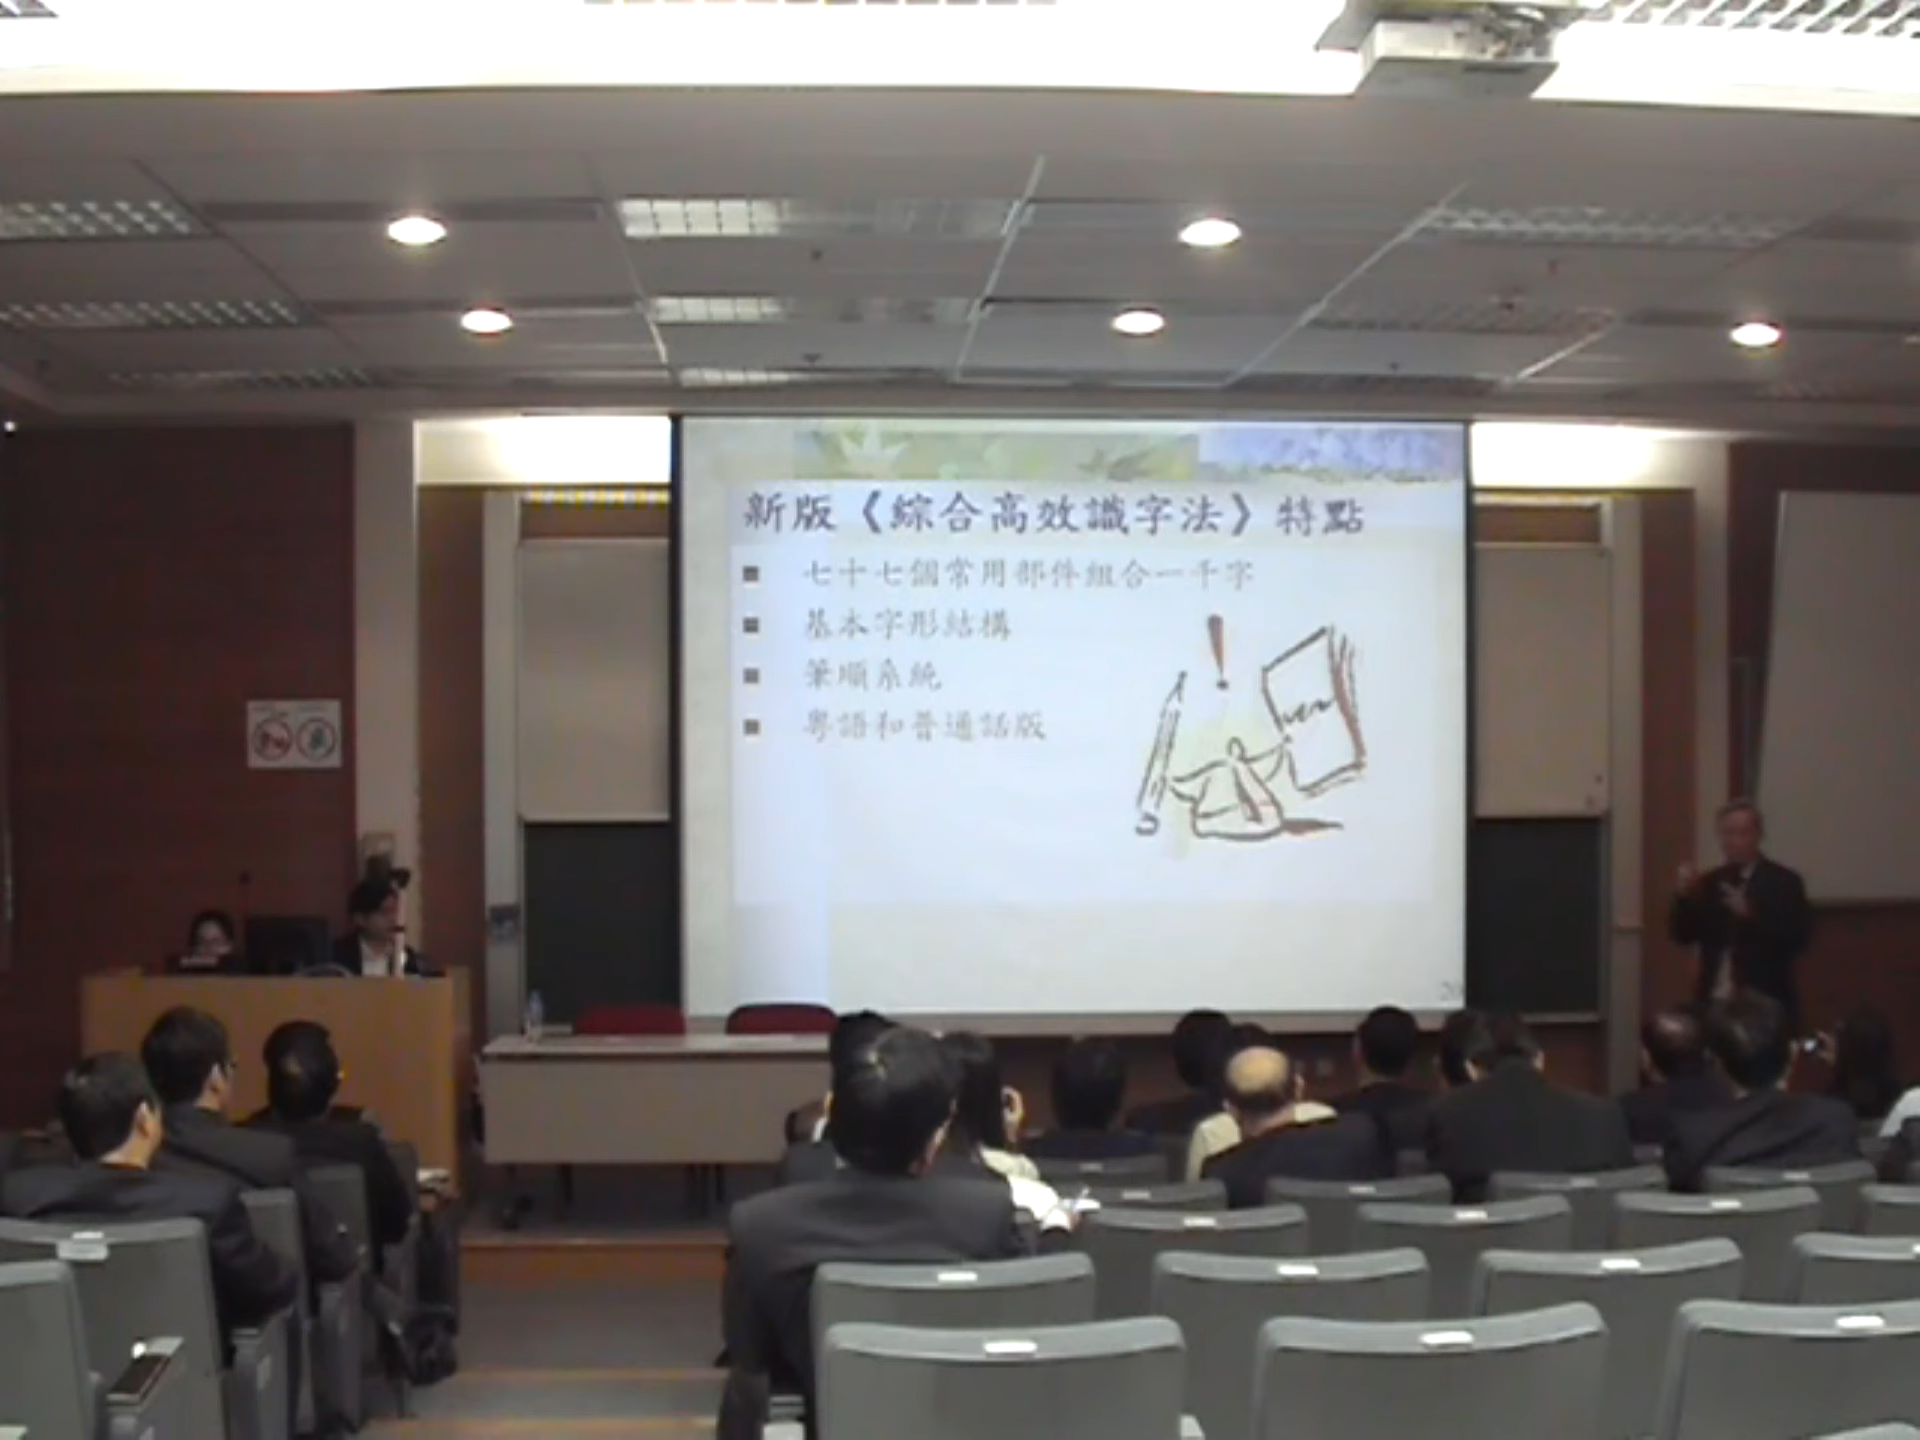 新版《綜合高效識字法》特點
■ 七十七個常用部件組合一千字
■ 基本字形結構
■ 筆順系統
■ 粵語和普通話版